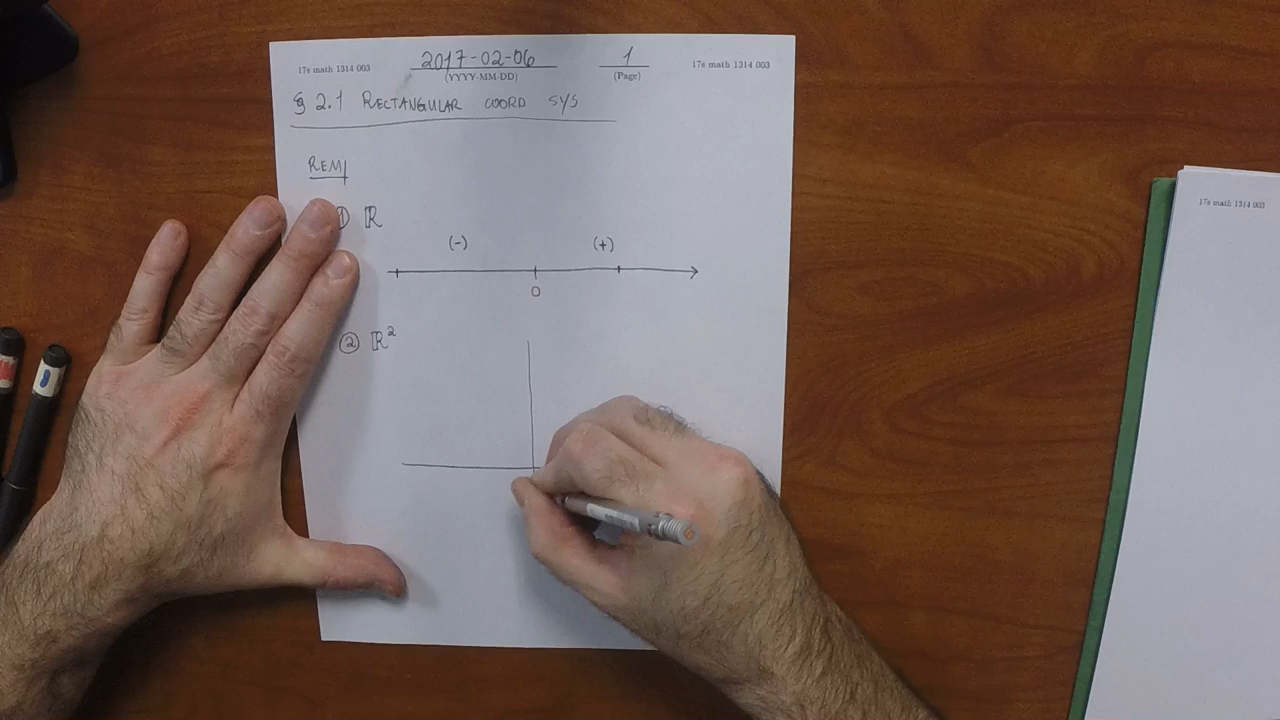 17s math 1314 003 2017-02-06 1 17s math 1314 003
(YYYY-MM-DD) (Page)
§ 2.1 RECTANGULAR COORD SYS
REM
① ℝ
(-) (+)
0
② ℝ²
17s math 1314 003